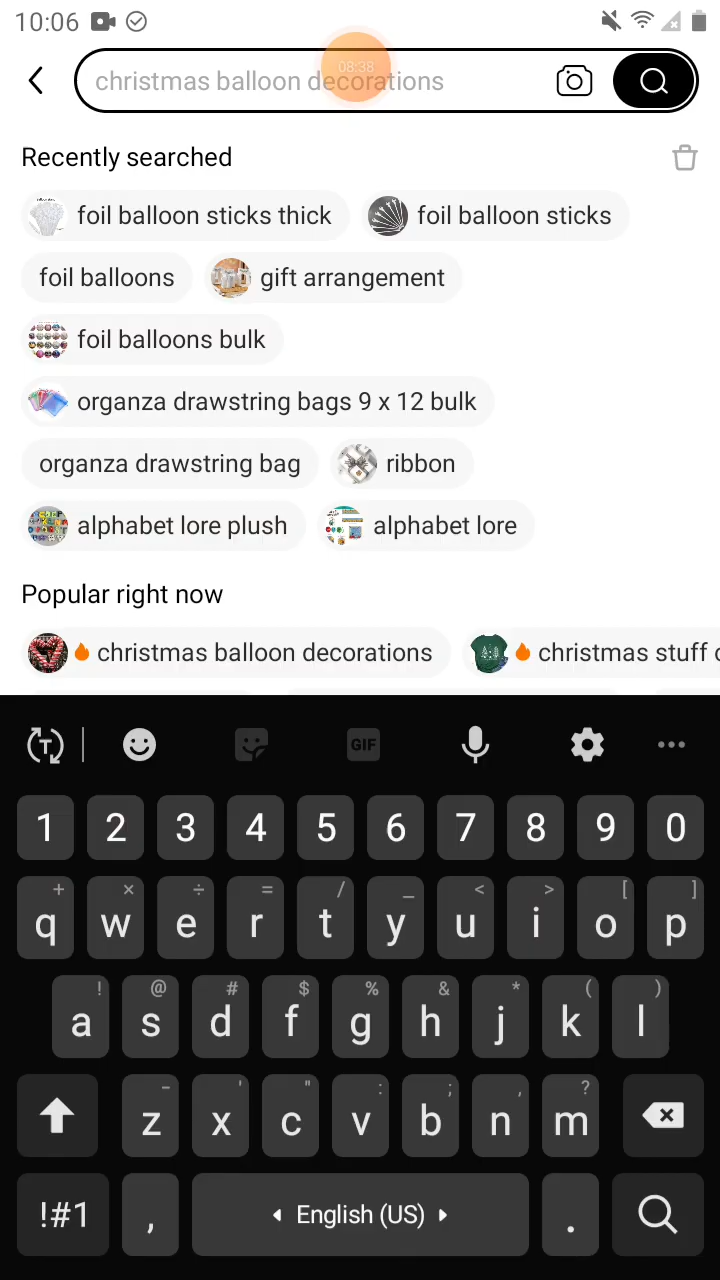 10:06
christmas balloon decorations
08:38
Recently searched
foil balloon sticks thick foil balloon sticks
foil balloons gift arrangement
foil balloons bulk
organza drawstring bags 9 x 12 bulk
organza drawstring bag ribbon
alphabet lore plush alphabet lore
Popular right now
christmas balloon decorations christmas stuff
T GIF
1 2 3 4 5 6 7 8 9 0
+ × ÷ = / _ < > [ ]
q w e r t y u i o p
! @ # $ % & * ( )
a s d f g h j k l
- ' " : ; , ?
z x c v b n m
!#1 , English (US) .